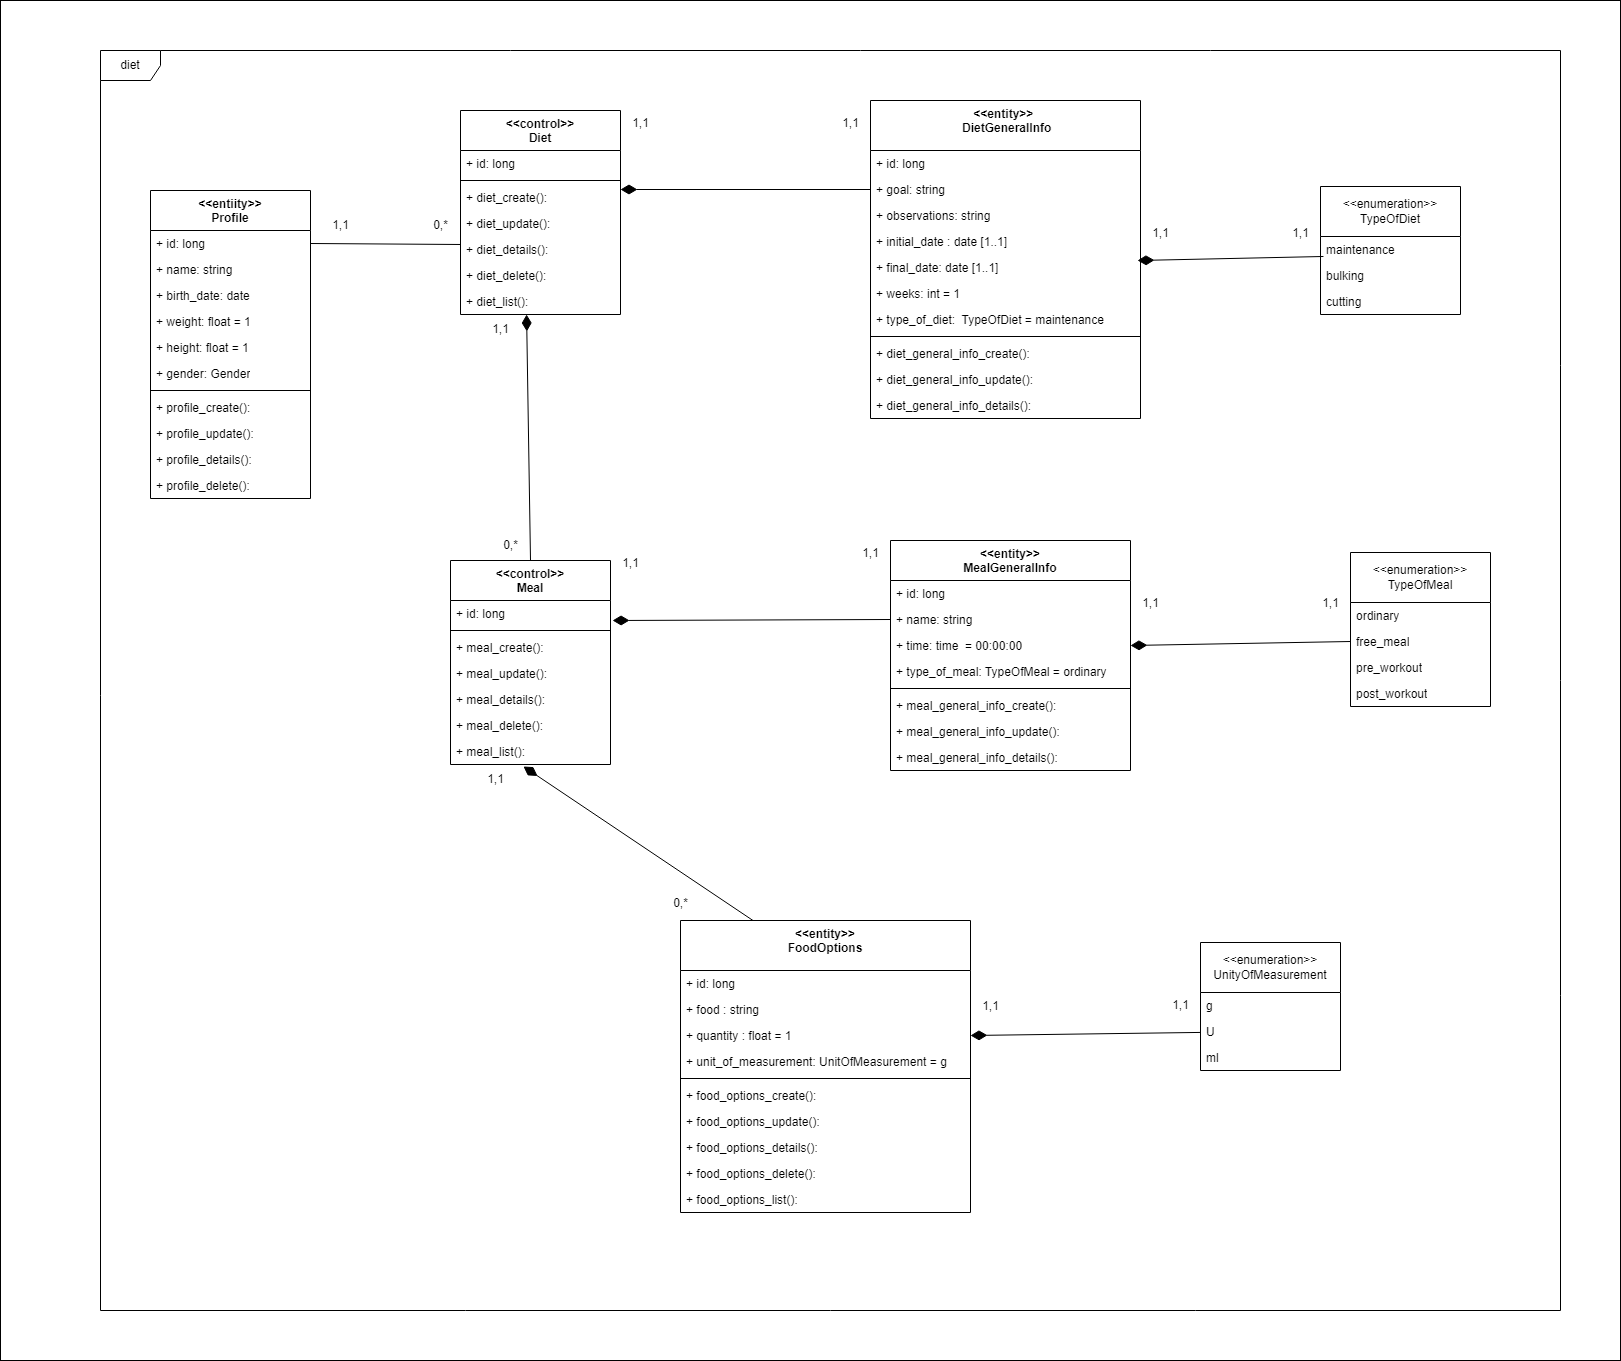 diet
<<control>>
Diet
+ id: long
+ diet_create():
+ diet_update():
+ diet_details():
+ diet_delete():
+ diet_list():
1,1
1,1
<<entity>>
DietGeneralInfo
+ id: long
+ goal: string
+ observations: string
+ initial_date : date [1..1]
+ final_date: date [1..1]
+ weeks: int = 1
+ type_of_diet:  TypeOfDiet = maintenance
+ diet_general_info_create():
+ diet_general_info_update():
+ diet_general_info_details():
1,1
1,1
<<enumeration>>
TypeOfDiet
maintenance
bulking
cutting
<<entiity>>
Profile
+ id: long
+ name: string
+ birth_date: date
+ weight: float = 1
+ height: float = 1
+ gender: Gender
+ profile_create():
+ profile_update():
+ profile_details():
+ profile_delete():
1,1
0,*
1,1
0,*
<<control>>
Meal
+ id: long
+ meal_create():
+ meal_update():
+ meal_details():
+ meal_delete():
+ meal_list():
1,1
1,1
<<entity>>
MealGeneralInfo
+ id: long
+ name: string
+ time: time  = 00:00:00
+ type_of_meal: TypeOfMeal = ordinary
+ meal_general_info_create():
+ meal_general_info_update():
+ meal_general_info_details():
1,1
1,1
<<enumeration>>
TypeOfMeal
ordinary
free_meal
pre_workout
post_workout
1,1
0,*
<<entity>>
FoodOptions
+ id: long
+ food : string
+ quantity : float = 1
+ unit_of_measurement: UnitOfMeasurement = g
+ food_options_create():
+ food_options_update():
+ food_options_details():
+ food_options_delete():
+ food_options_list():
1,1
1,1
<<enumeration>>
UnityOfMeasurement
g
U
ml